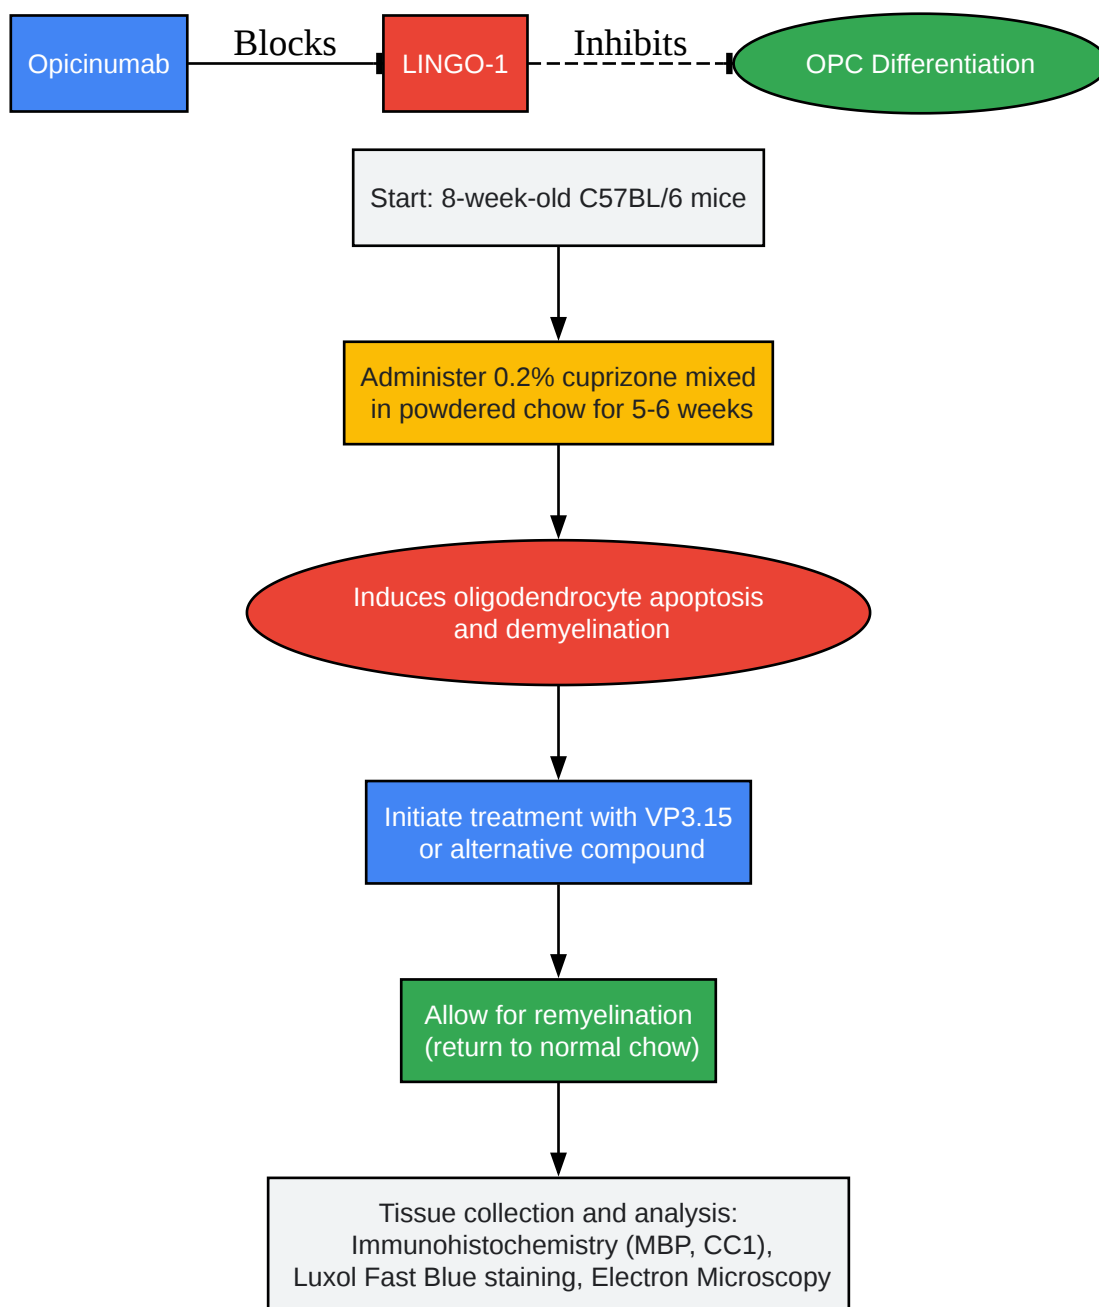 Opicinumab
Blocks
LINGO-1
Inhibits
OPC Differentiation
Start: 8-week-old C57BL/6 mice
Administer 0.2% cuprizone mixed
in powdered chow for 5-6 weeks
Induces oligodendrocyte apoptosis
and demyelination
Initiate treatment with VP3.15
or alternative compound
Allow for remyelination
(return to normal chow)
Tissue collection and analysis:
Immunohistochemistry (MBP, CC1),
Luxol Fast Blue staining, Electron Microscopy